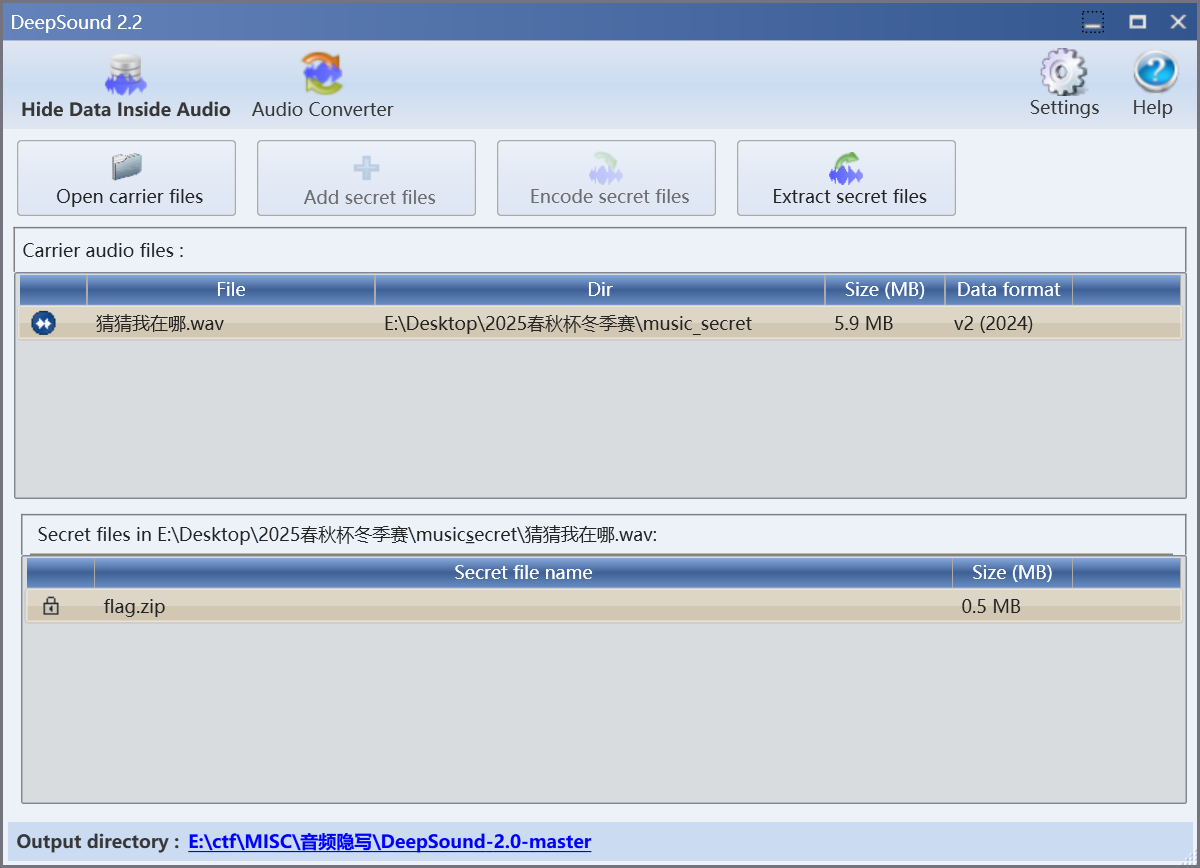 DeepSound 2.2
Hide Data Inside Audio Audio Converter Settings Help
Open carrier files Add secret files Encode secret files Extract secret files
Carrier audio files :
File Dir Size (MB) Data format
猜猜我在哪.wav E:\Desktop\2025春秋杯冬季赛\music_secret 5.9 MB v2 (2024)
Secret files in E:\Desktop\2025春秋杯冬季赛\musicsecret\猜猜我在哪.wav:
Secret file name Size (MB)
flag.zip 0.5 MB
Output directory : E:\ctf\MISC\音频隐写\DeepSound-2.0-master